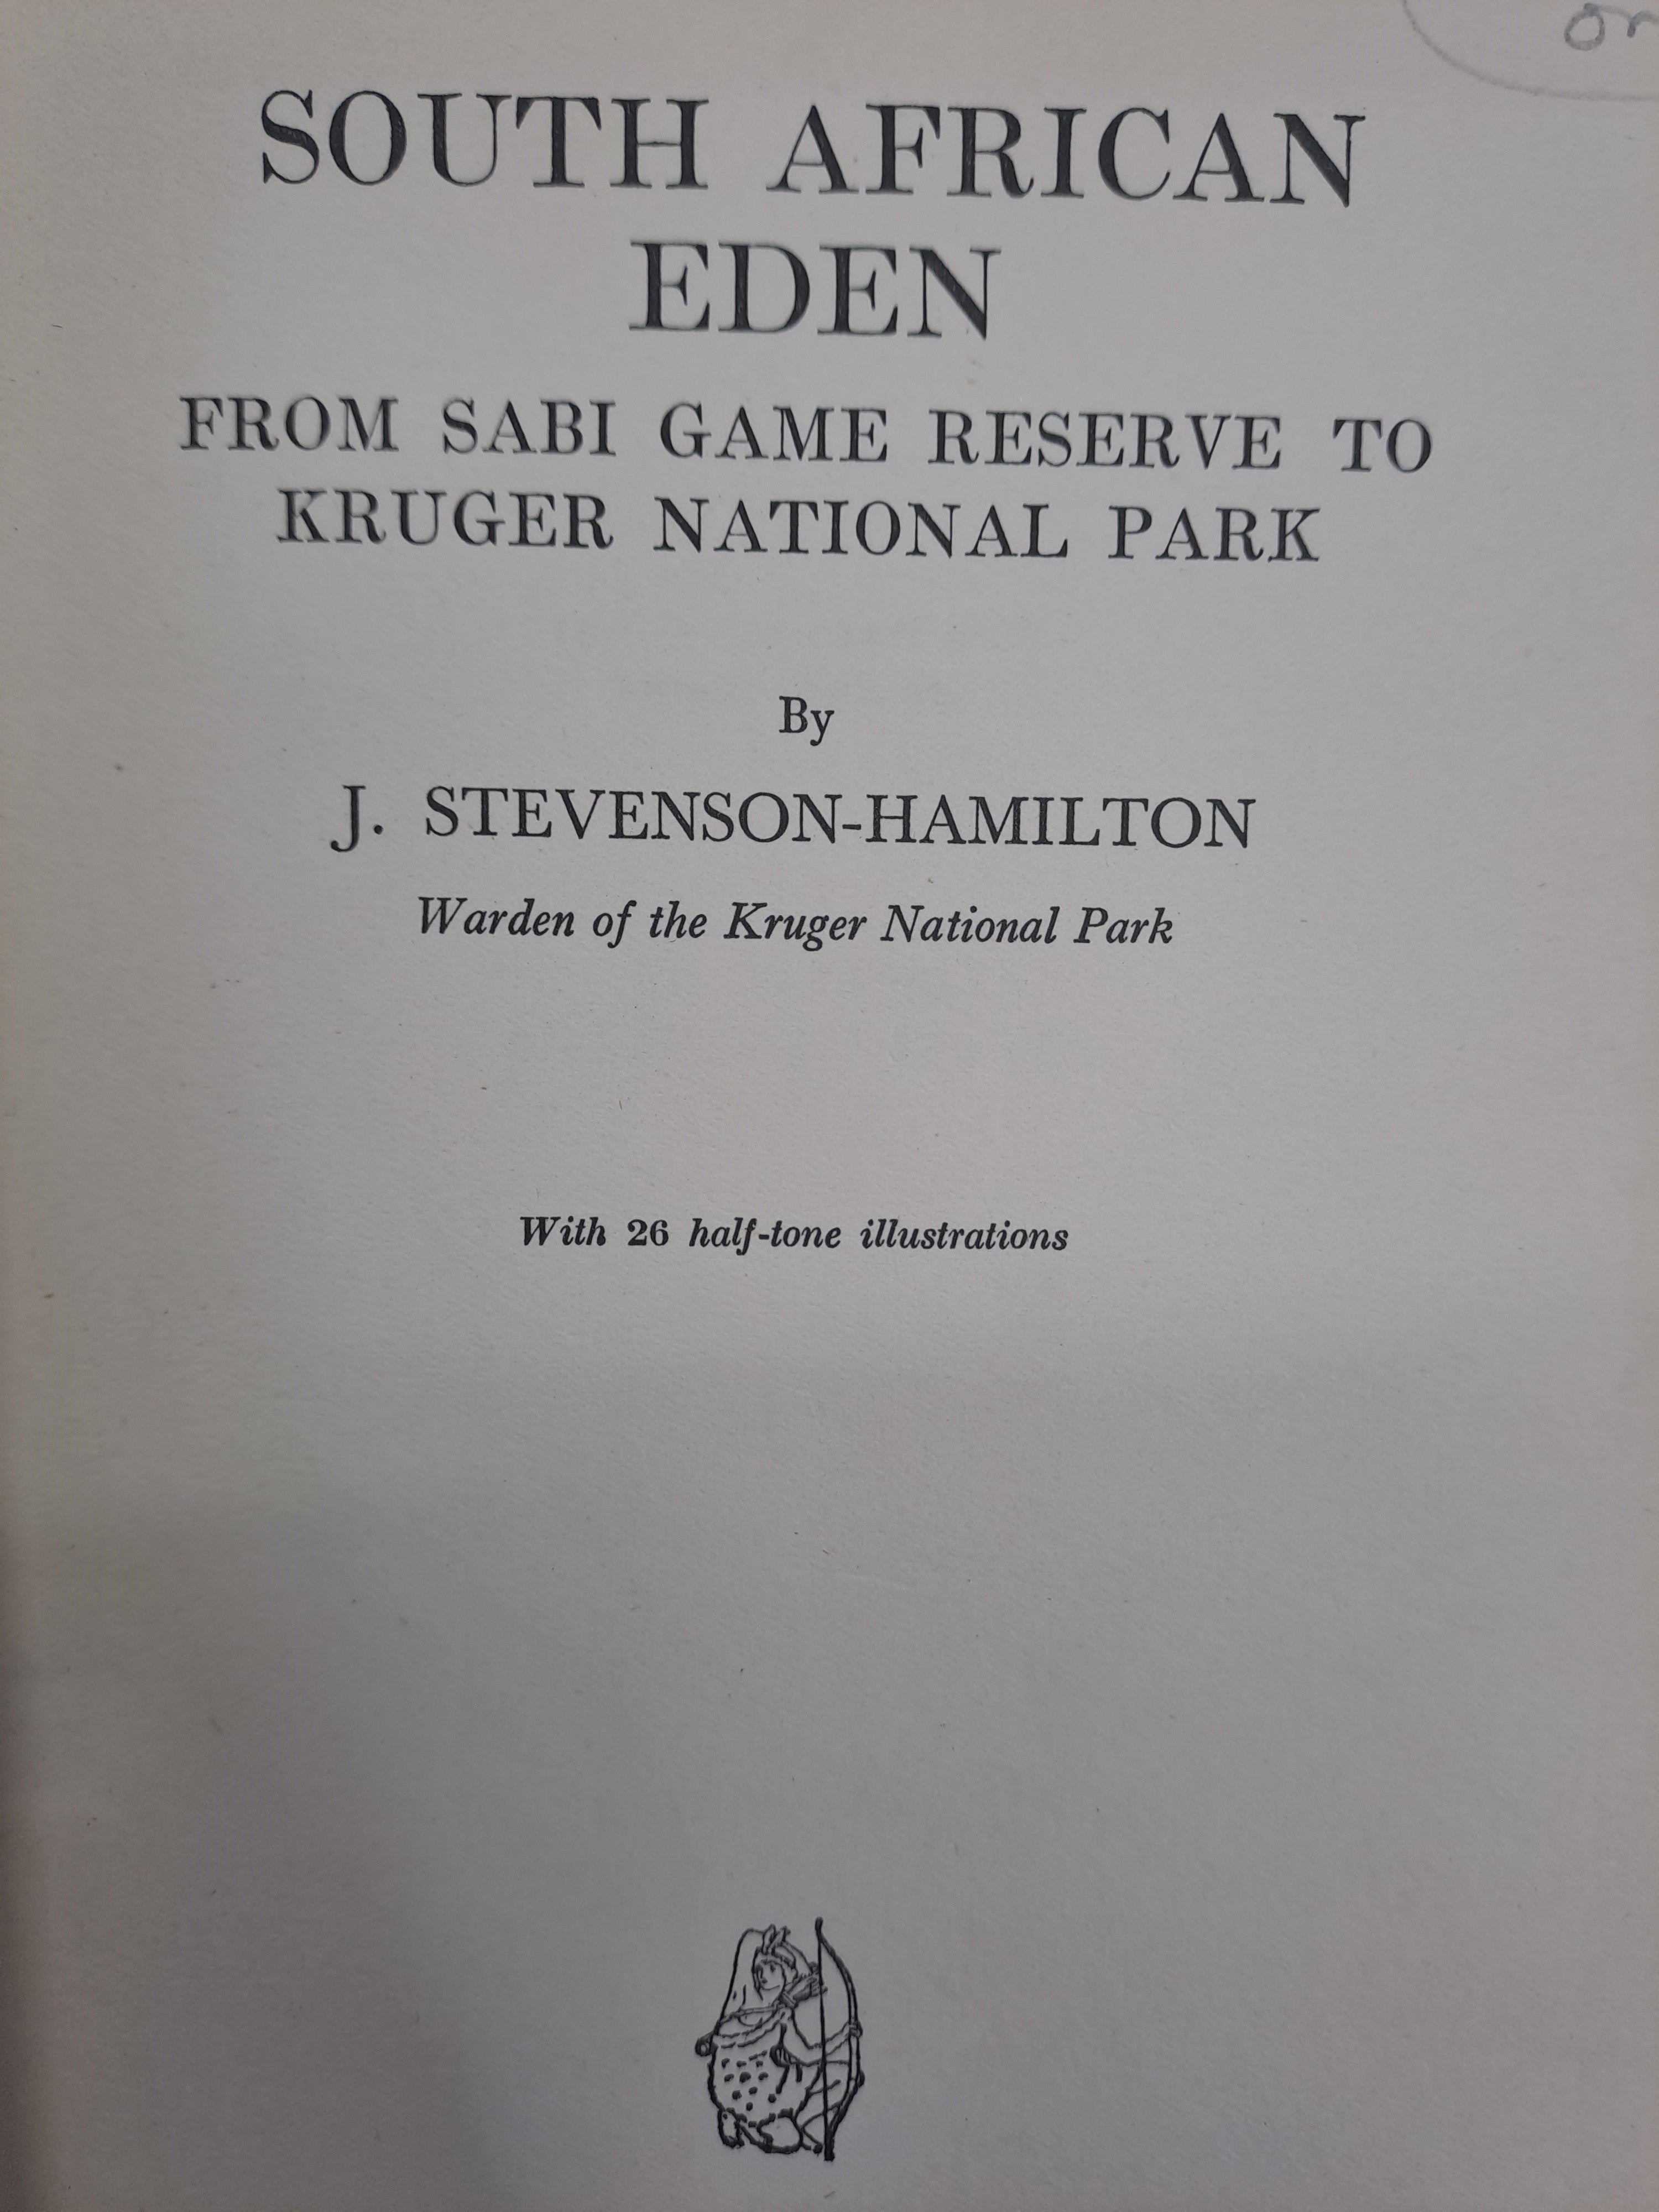 SOUTH AFRICAN
EDEN
FROM SABI GAME RESERVE TO
KRUGER NATIONAL PARK
By
J. STEVENSON-HAMILTON
Warden of the Kruger National Park
With 26 half-tone illustrations